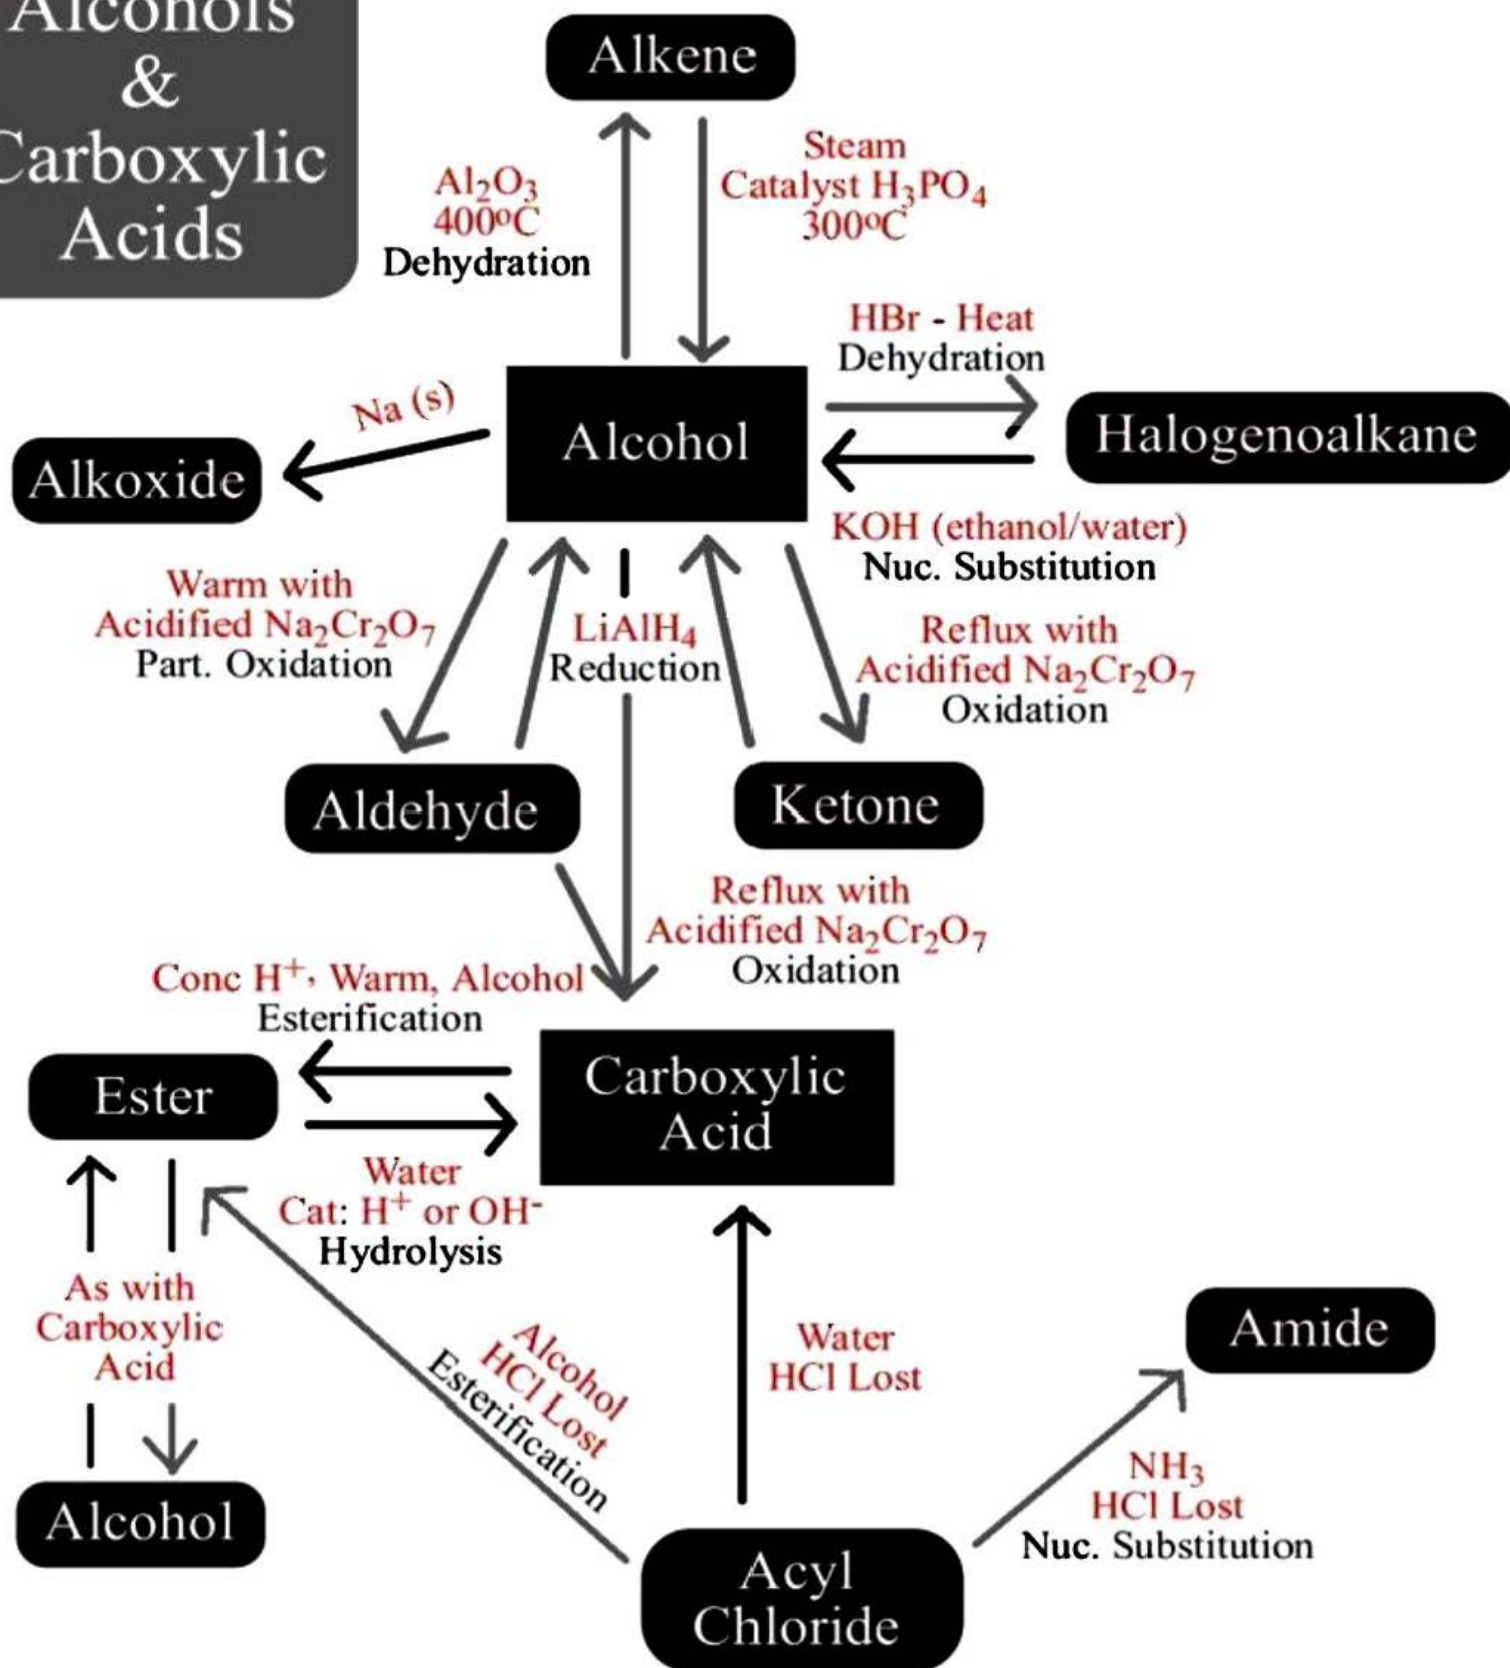 Alcohols
&
Carboxylic
Acids
Alkene
Al₂O₃
400ºC
Dehydration
Steam
Catalyst H₃PO₄
300ºC
HBr - Heat
Dehydration
Na (s)
Alcohol
Halogenoalkane
Alkoxide
KOH (ethanol/water)
Nuc. Substitution
Warm with
Acidified Na₂Cr₂O₇
Part. Oxidation
LiAlH₄
Reduction
Reflux with
Acidified Na₂Cr₂O₇
Oxidation
Aldehyde
Ketone
Reflux with
Acidified Na₂Cr₂O₇
Oxidation
Conc H⁺, Warm, Alcohol
Esterification
Ester
Carboxylic
Acid
Water
Cat: H⁺ or OH⁻
Hydrolysis
As with
Carboxylic
Acid
Alcohol
HCl Lost
Esterification
Water
HCl Lost
Amide
NH₃
HCl Lost
Nuc. Substitution
Alcohol
Acyl
Chloride